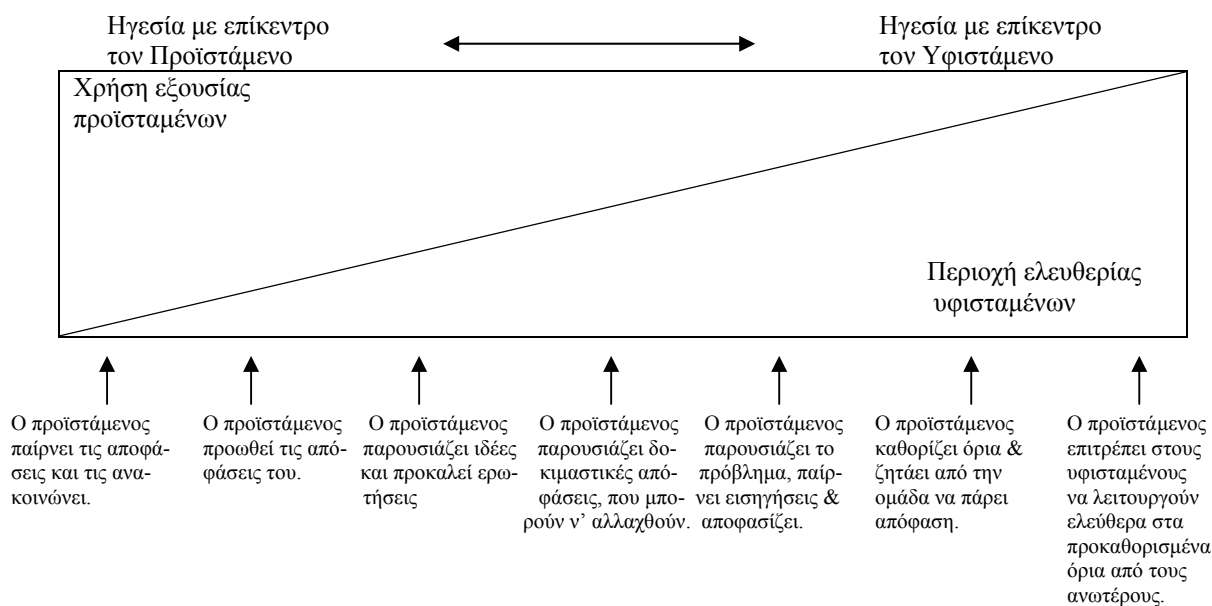 Ηγεσία με επίκεντρο
τον Προϊστάμενο
Ηγεσία με επίκεντρο
τον Υφιστάμενο
Χρήση εξουσίας
προϊσταμένων
Περιοχή ελευθερίας
υφισταμένων
Ο προϊστάμενος
παίρνει τις αποφά-
σεις και τις ανα-
κοινώνει.
Ο προϊστάμενος
προωθεί τις από-
φάσεις του.
Ο προϊστάμενος
παρουσιάζει ιδέες
και προκαλεί ερω-
τήσεις
Ο προϊστάμενος
παρουσιάζει δο-
κιμαστικές από-
φάσεις, που μπο-
ρούν ν’ αλλαχθούν.
Ο προϊστάμενος
παρουσιάζει το
πρόβλημα, παίρ-
νει εισηγήσεις &
αποφασίζει.
Ο προϊστάμενος
καθορίζει όρια &
ζητάει από την
ομάδα να πάρει
απόφαση.
Ο προϊστάμενος
επιτρέπει στους
υφισταμένους
να λειτουργούν
ελεύθερα στα
προκαθορισμένα
όρια από τους
ανωτέρους.